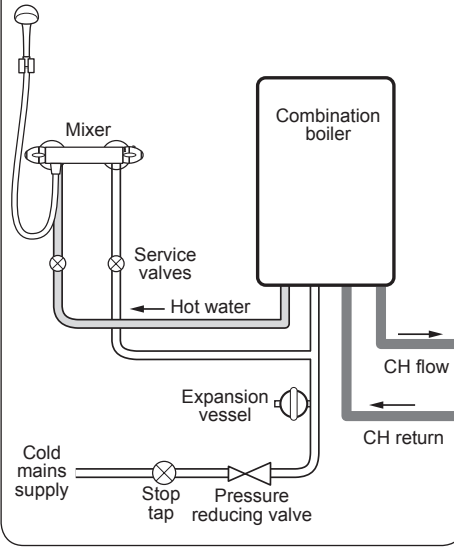 Mixer
Combination
boiler
Service
valves
Hot water
CH flow
Expansion
vessel
CH return
Cold
mains
supply
Stop
tap
Pressure
reducing valve